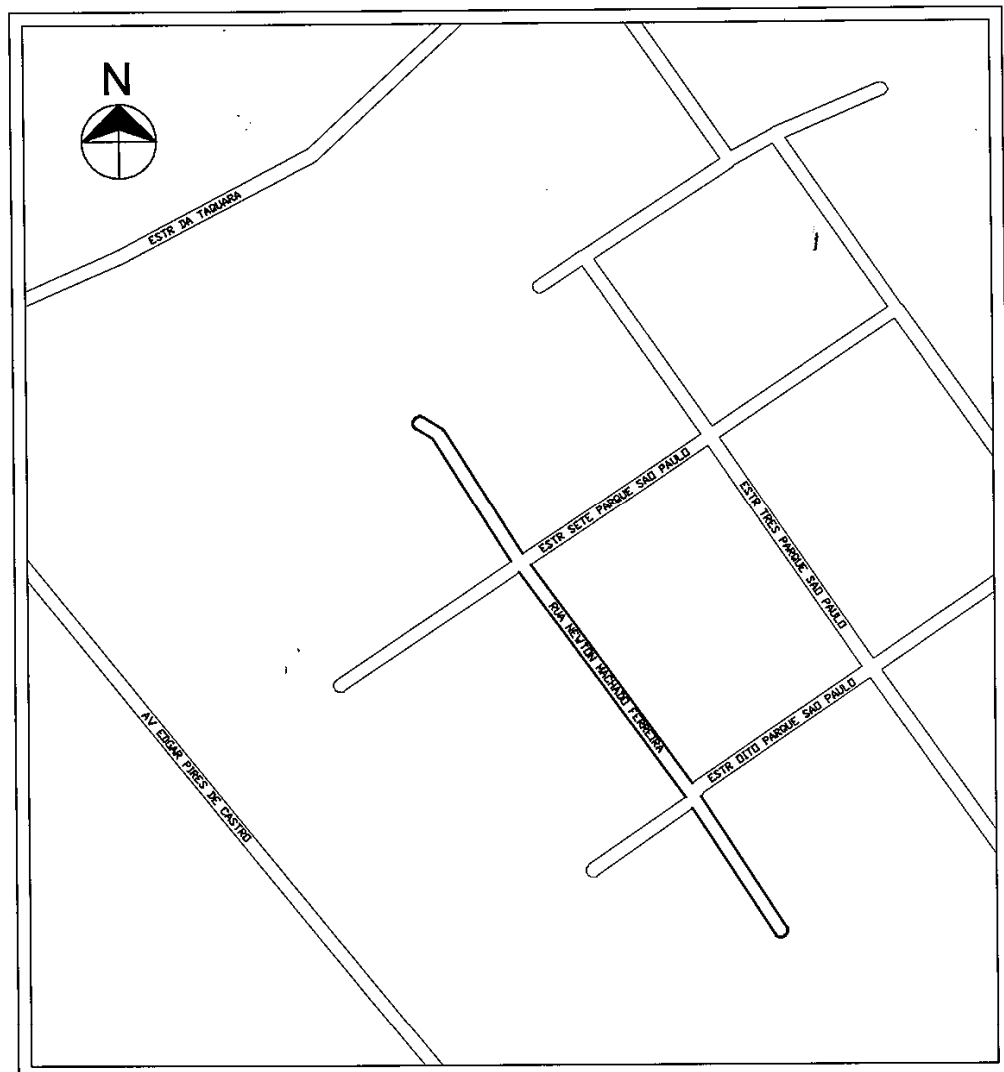 N
ESTR DA TAQUARA
ESTR SETE PARQUE SAO PAULO
ESTR TRES PARQUE SAO PAULO
RUA NEWTON MACHADO FERREIRA
ESTR OITO PARQUE SAO PAULO
AV EDGAR PIRES DE CASTRO